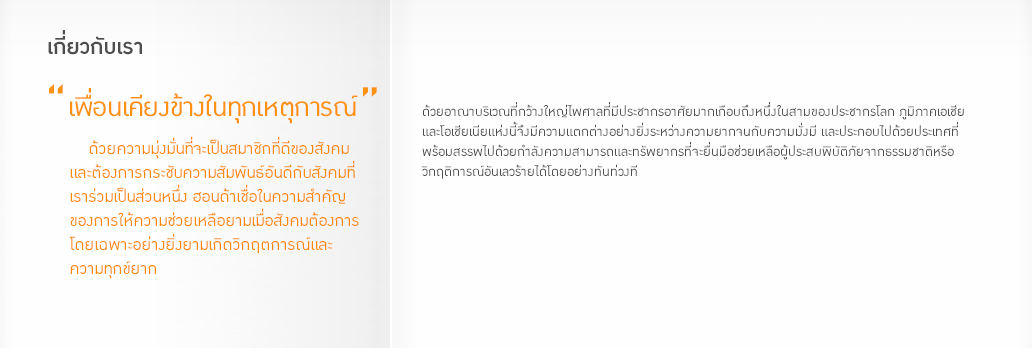 เกี่ยวกับเรา
“ เพื่อนเคียงข้างในทุกเหตุการณ์ ”
ด้วยความมุ่งมั่นที่จะเป็นสมาชิกที่ดีของสังคม
และต้องการกระชับความสัมพันธ์อันดีกับสังคมที่
เราร่วมเป็นส่วนหนึ่ง ฮอนด้าเชื่อในความสำคัญ
ของการให้ความช่วยเหลือยามเมื่อสังคมต้องการ
โดยเฉพาะอย่างยิ่งยามเกิดวิกฤตการณ์และ
ความทุกข์ยาก
ด้วยอาณาบริเวณที่กว้างใหญ่ไพศาลที่มีประชากรอาศัยมากเกือบถึงหนึ่งในสามของประชากรโลก ภูมิภาคเอเซีย
และโอเชียเนียแห่งนี้จึงมีความแตกต่างอย่างยิ่งระหว่างความยากจนกับความมั่งมี และประกอบไปด้วยประเทศที่
พร้อมสรรพไปด้วยกำลังความสามารถและทรัพยากรที่จะยื่นมือช่วยเหลือผู้ประสบพิบัติภัยจากธรรมชาติหรือ
วิกฤติการณ์อันเลวร้ายได้โดยอย่างทันท่วงที